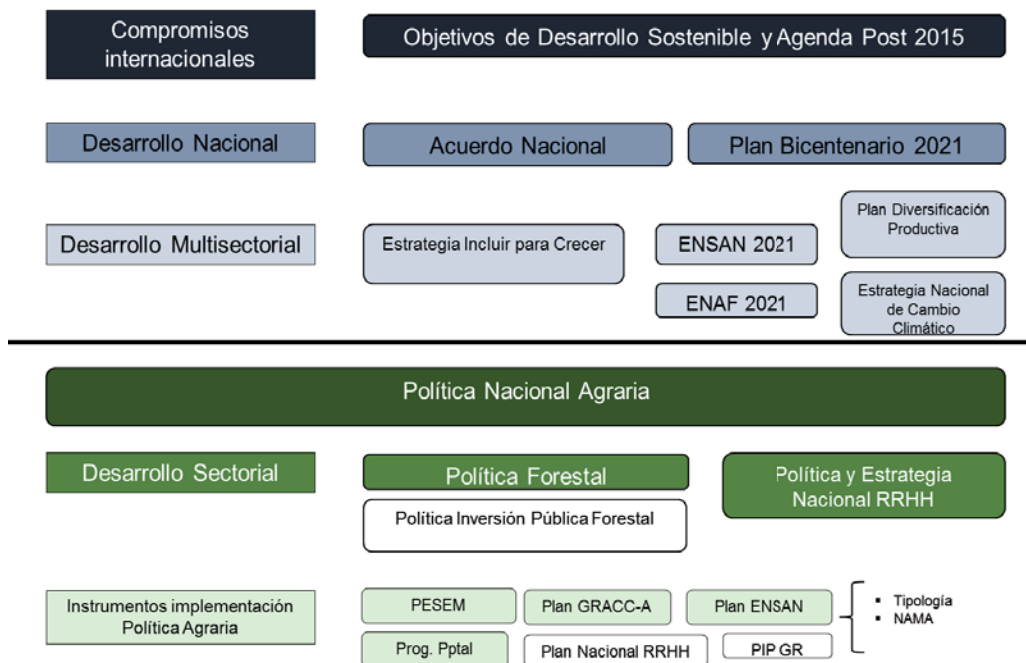 Compromisos
internacionales
Objetivos de Desarrollo Sostenible y Agenda Post 2015
Desarrollo Nacional
Acuerdo Nacional
Plan Bicentenario 2021
Desarrollo Multisectorial
Estrategia Incluir para Crecer
ENSAN 2021
ENAF 2021
Plan Diversificación
Productiva
Estrategia Nacional
de Cambio
Climático
Política Nacional Agraria
Desarrollo Sectorial
Política Forestal
Política Inversión Pública Forestal
Política y Estrategia
Nacional RRHH
Instrumentos implementación
Política Agraria
PESEM
Plan GRACC-A
Plan ENSAN
Prog. Pptal
Plan Nacional RRHH
PIP GR
▪ Tipología
▪ NAMA